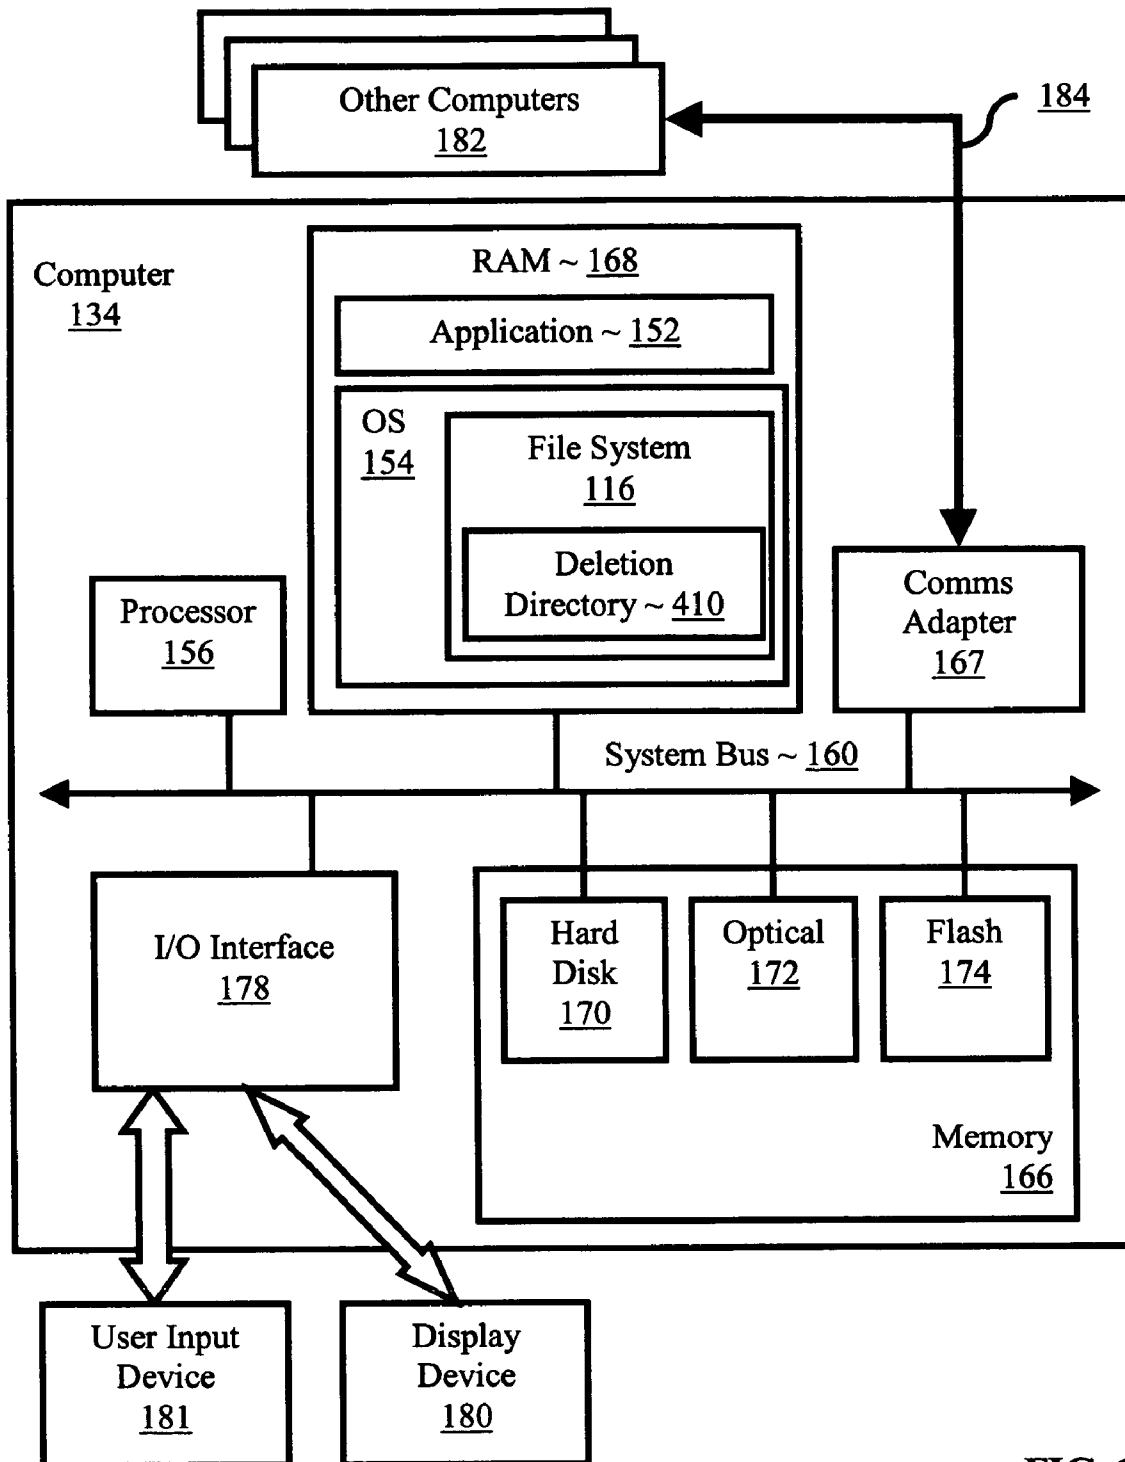 Other Computers
182
184
Computer
134
RAM ~ 168
Application ~ 152
OS
154
File System
116
Deletion
Directory ~ 410
Processor
156
Comms
Adapter
167
System Bus ~ 160
I/O Interface
178
Hard
Disk
170
Optical
172
Flash
174
Memory
166
User Input
Device
181
Display
Device
180
FIG.